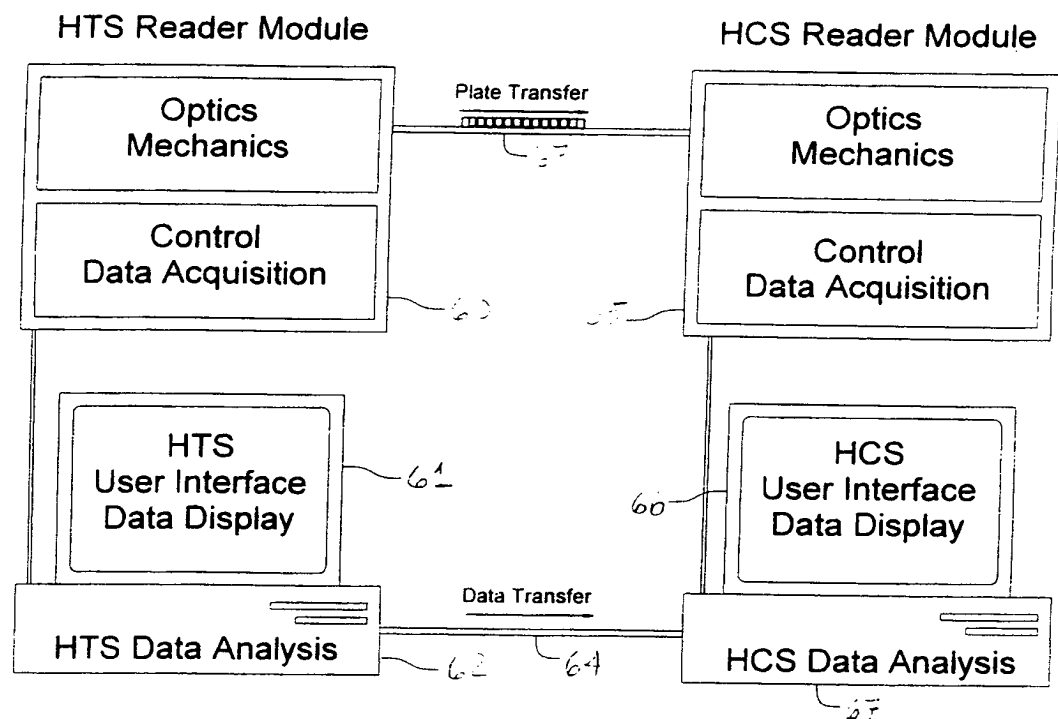 HTS Reader Module
HCS Reader Module
Optics
Mechanics
Control
Data Acquisition
Plate Transfer
Optics
Mechanics
Control
Data Acquisition
HTS
User Interface
Data Display
61
HCS
User Interface
Data Display
HTS Data Analysis
62
Data Transfer
64
HCS Data Analysis